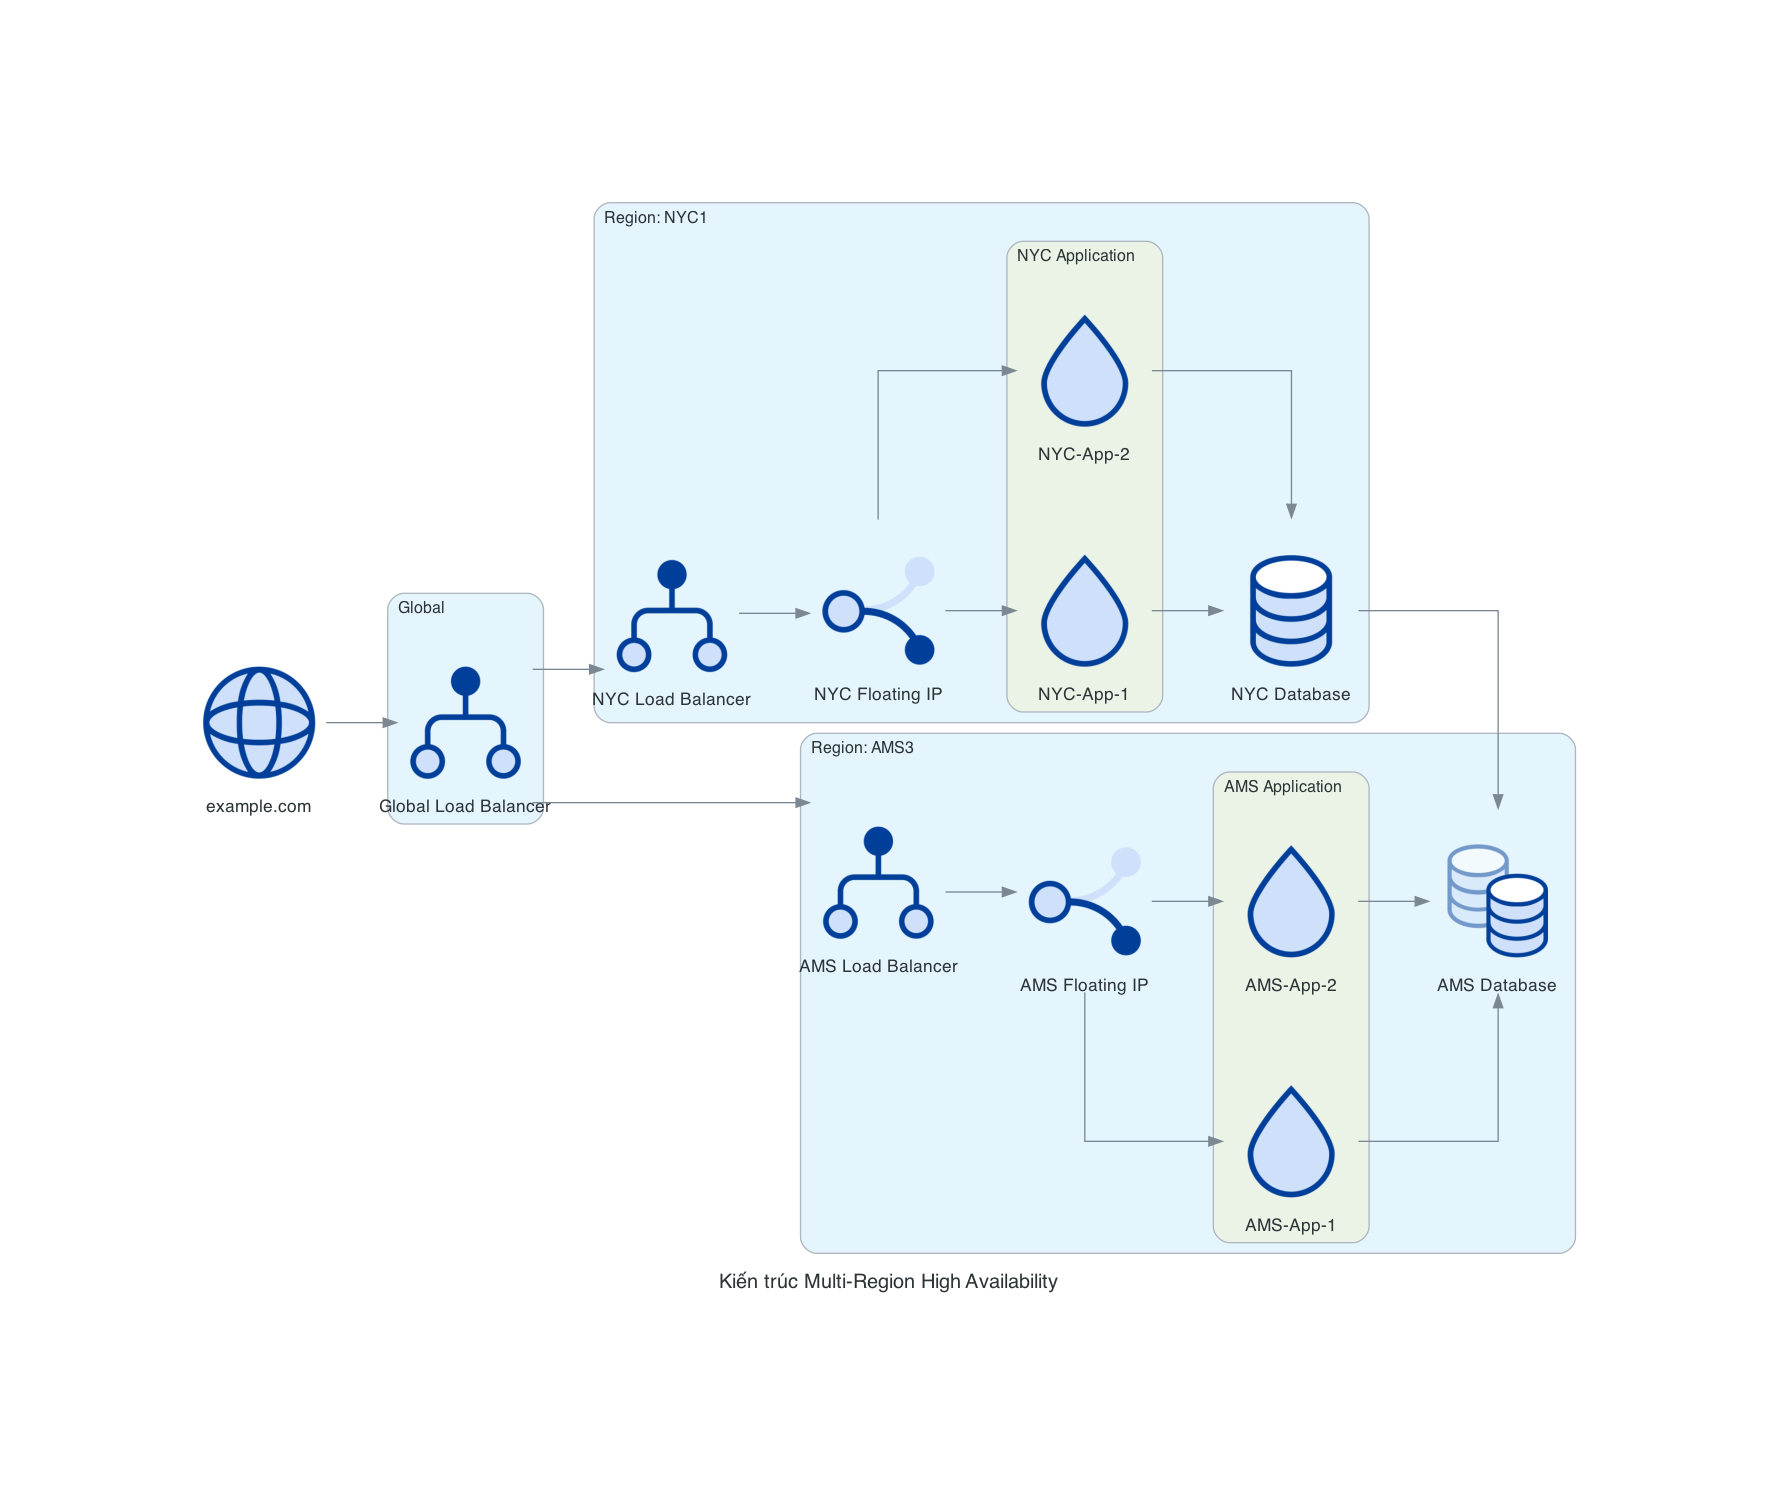 Region: NYC1
NYC Application
NYC-App-2
NYC Load Balancer
NYC Floating IP
NYC-App-1
NYC Database
Global
Global Load Balancer
example.com
Region: AMS3
AMS Application
AMS Load Balancer
AMS Floating IP
AMS-App-2
AMS Database
AMS-App-1
Kiến trúc Multi-Region High Availability